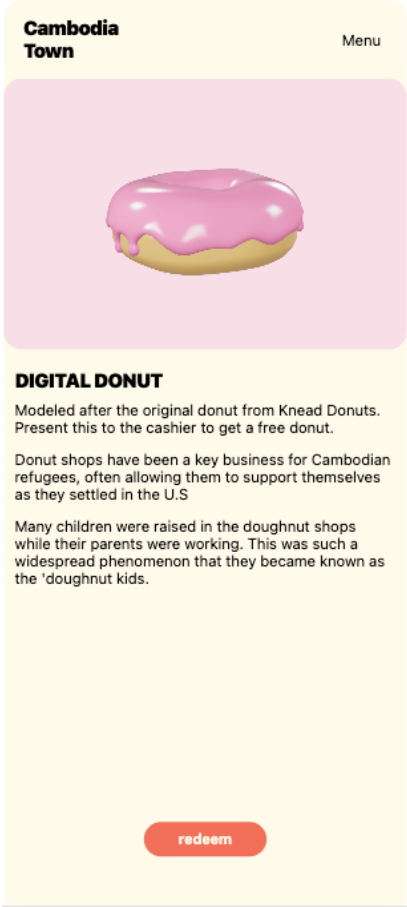 Cambodia
Town
Menu
DIGITAL DONUT
Modeled after the original donut from Knead Donuts.
Present this to the cashier to get a free donut.
Donut shops have been a key business for Cambodian
refugees, often allowing them to support themselves
as they settled in the U.S
Many children were raised in the doughnut shops
while their parents were working. This was such a
widespread phenomenon that they became known as
the 'doughnut kids.
redeem